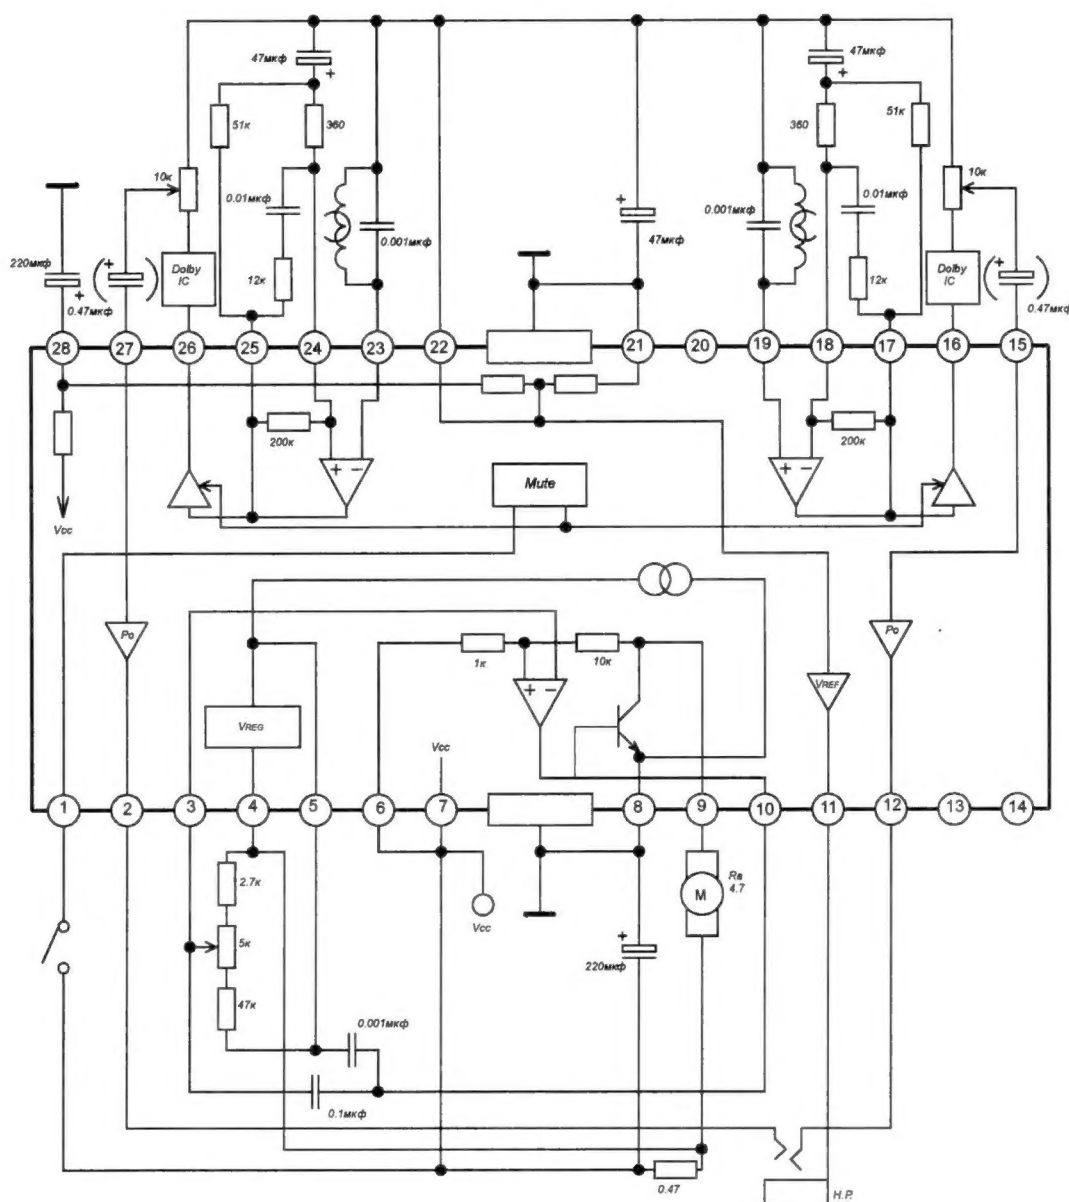 47мкф
+
47мкф
+
51к
360
360
51к
10к
10к
0.01мкф
0.01мкф
+
0.001мкф
+
47мкф
0.001мкф
+
220мкф
+
Dolby
IC
12к
12к
Dolby
IC
0.47мкф
0.47мкф
28
27
26
25
24
23
22
21
20
19
18
17
16
15
200к
200к
+ −
+ −
Mute
Vcc
Po
Po
1к
10к
+ −
VREF
VREG
Vcc
1
2
3
4
5
6
7
8
9
10
11
12
13
14
2.7к
Ra
4.7
M
Vcc
5к
+
220мкф
47к
0.001мкф
0.1мкф
0.47
H.P.